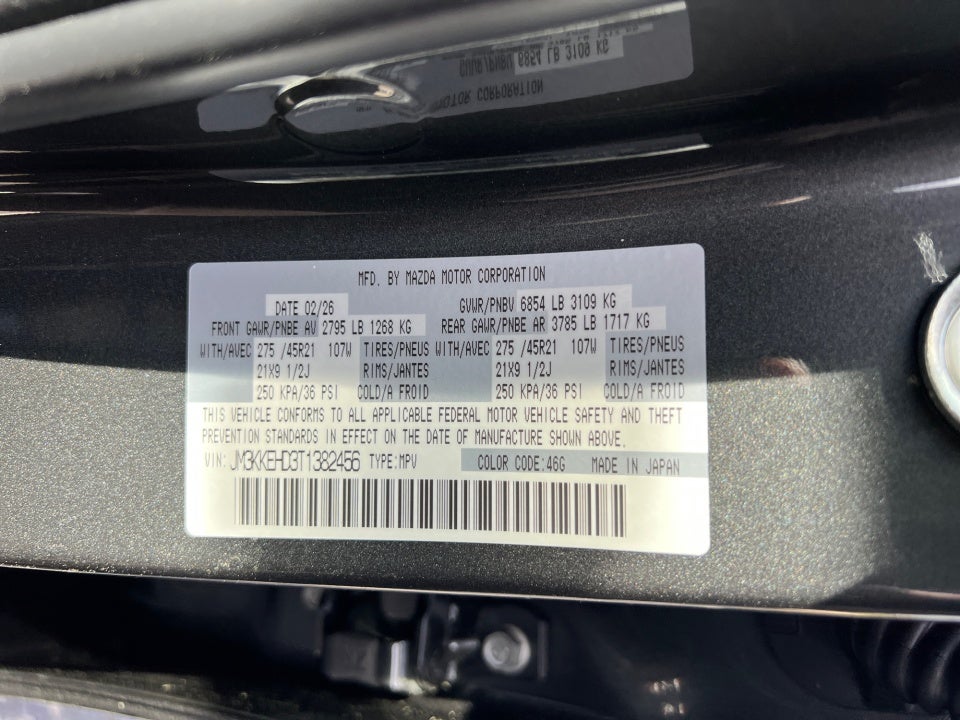 MFD. BY MAZDA MOTOR CORPORATION
DATE 02/26 GVWR/PNBV 6854 LB 3109 KG
FRONT GAWR/PNBE AV 2795 LB 1268 KG REAR GAWR/PNBE AR 3785 LB 1717 KG
WITH/AVEC 275 /45R21 107W TIRES/PNEUS WITH/AVEC 275 /45R21 107W TIRES/PNEUS
21X9 1/2J RIMS/JANTES 21X9 1/2J RIMS/JANTES
250 KPA/36 PSI COLD/A FROID 250 KPA/36 PSI COLD/A FROID
THIS VEHICLE CONFORMS TO ALL APPLICABLE FEDERAL MOTOR VEHICLE SAFETY AND THEFT
PREVENTION STANDARDS IN EFFECT ON THE DATE OF MANUFACTURE SHOWN ABOVE.
VIN: JM3KKEHD3T1382456 TYPE:MPV COLOR CODE:46G MADE IN JAPAN